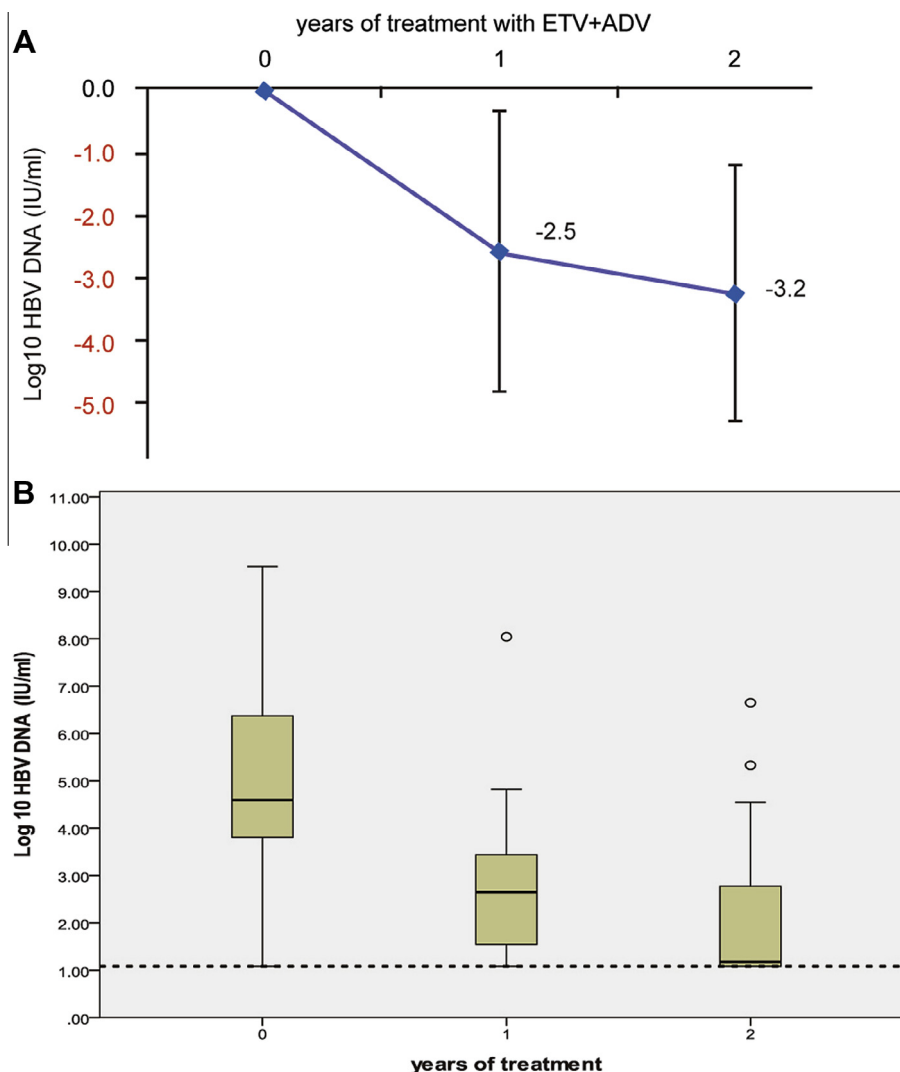 A
years of treatment with ETV+ADV
0 1 2
0.0
-1.0
-2.0
-3.0
-4.0
-5.0
Log10 HBV DNA (IU/ml)
-2.5
-3.2
B
11.00
10.00
9.00
8.00
7.00
6.00
5.00
4.00
3.00
2.00
1.00
.00
Log 10 HBV DNA (IU/ml)
0 1 2
years of treatment